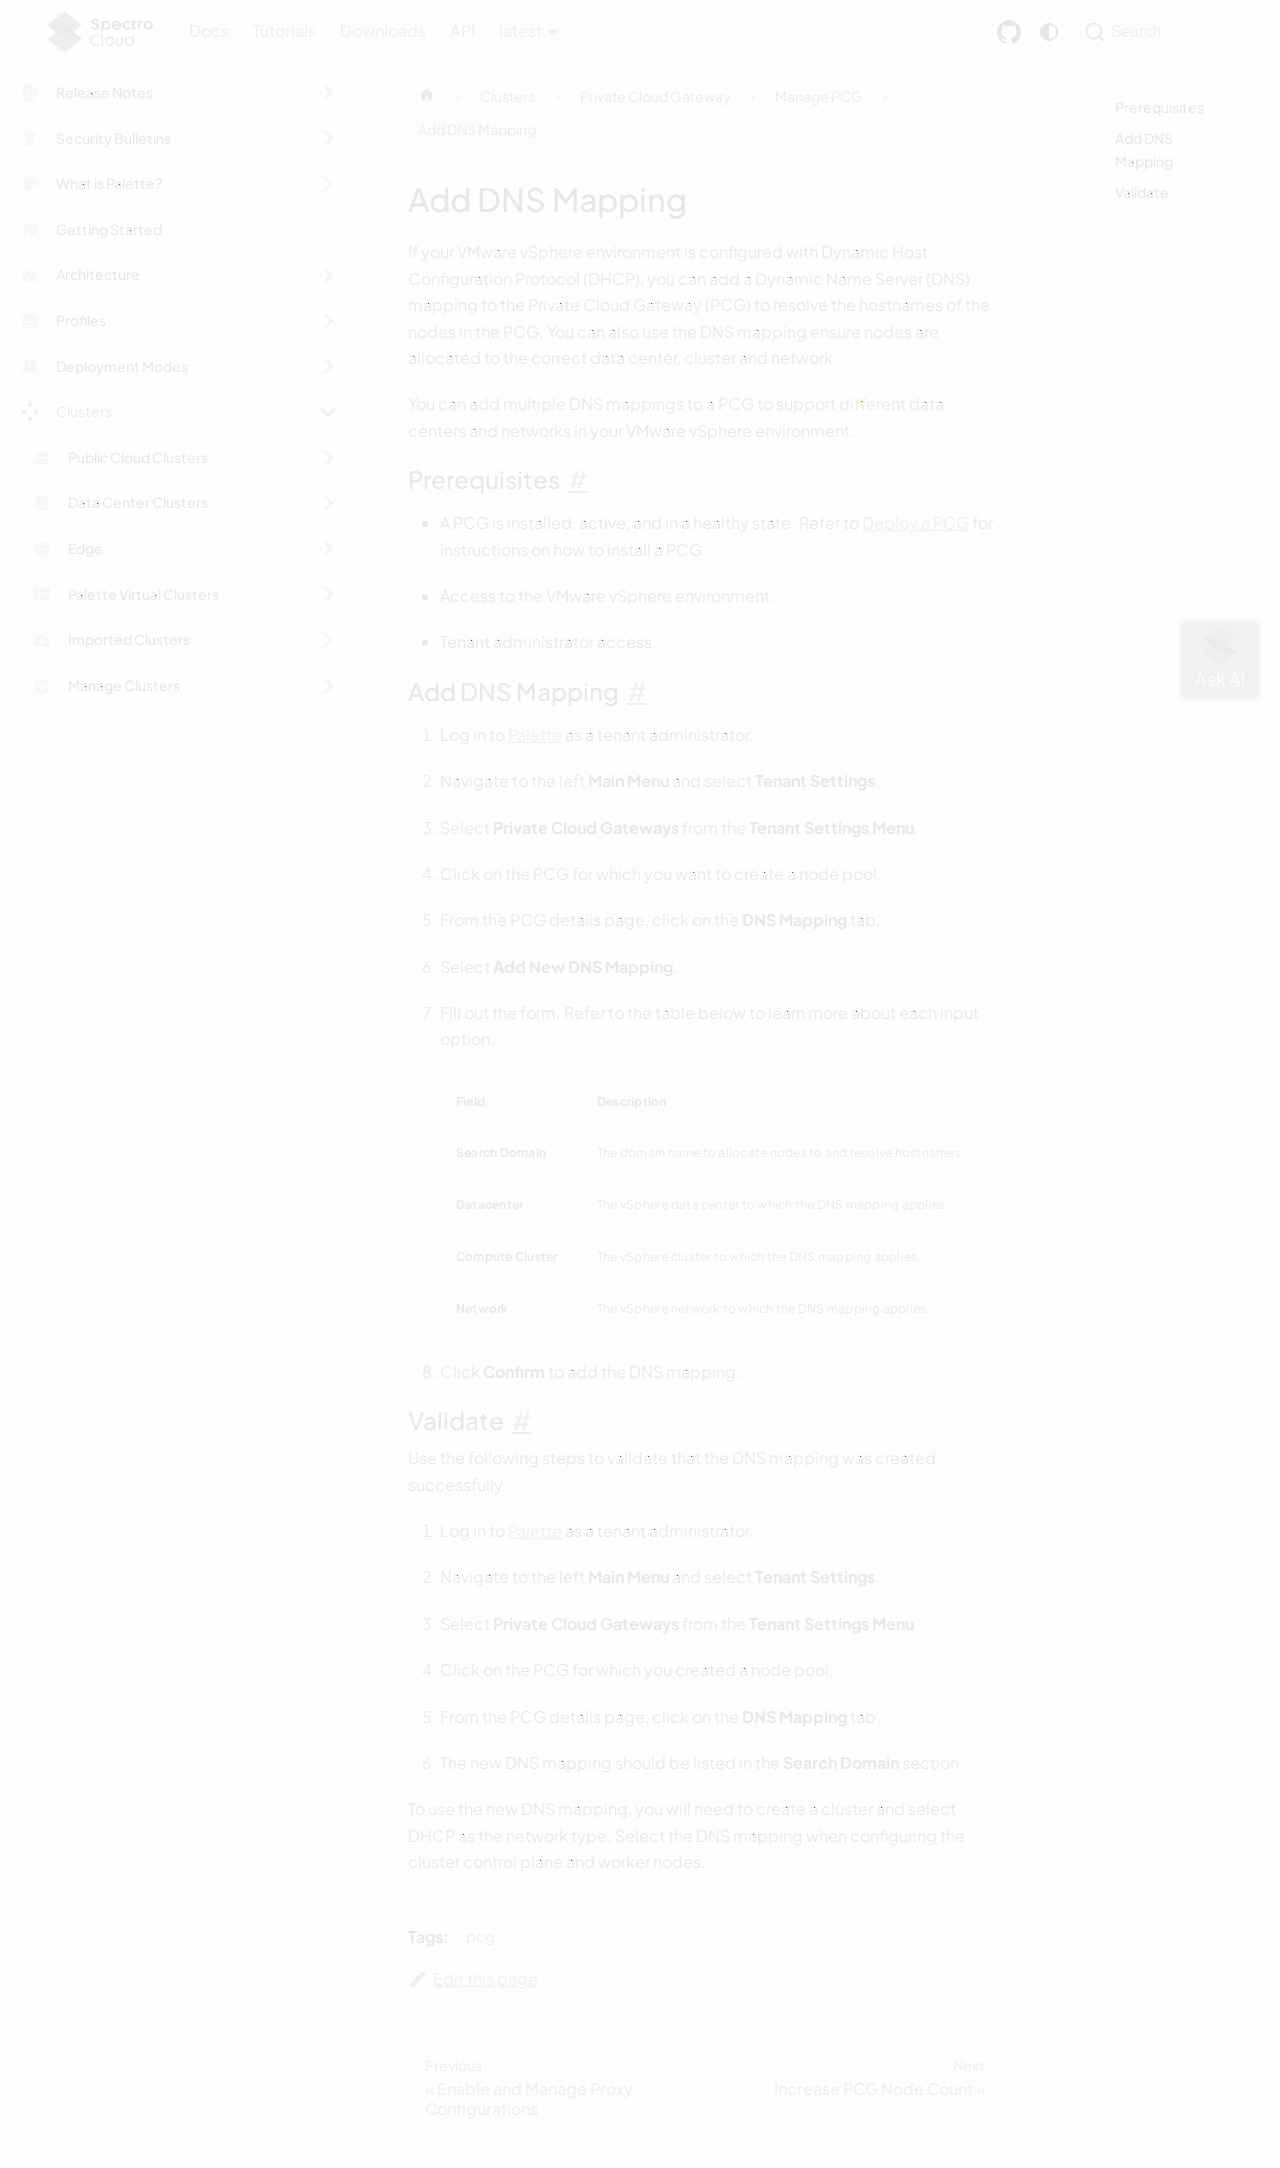 Spectro
Cloud
Docs
Tutorials
Downloads
API
latest
Search
Release Notes
Security Bulletins
What is Palette?
Getting Started
Architecture
Profiles
Deployment Modes
Clusters
Public Cloud Clusters
Data Center Clusters
Edge
Palette Virtual Clusters
Imported Clusters
Manage Clusters
Clusters
Private Cloud Gateway
Manage PCG
Add DNS Mapping
Add DNS Mapping
If your VMware vSphere environment is configured with Dynamic Host
Configuration Protocol (DHCP), you can add a Dynamic Name Server (DNS)
mapping to the Private Cloud Gateway (PCG) to resolve the hostnames of the
nodes in the PCG. You can also use the DNS mapping ensure nodes are
allocated to the correct data center, cluster and network.
You can add multiple DNS mappings to a PCG to support different data
centers and networks in your VMware vSphere environment.
Prerequisites #
A PCG is installed, active, and in a healthy state. Refer to Deploy a PCG for
instructions on how to install a PCG.
Access to the VMware vSphere environment.
Tenant administrator access.
Add DNS Mapping #
1. Log in to Palette as a tenant administrator.
2. Navigate to the left Main Menu and select Tenant Settings.
3. Select Private Cloud Gateways from the Tenant Settings Menu.
4. Click on the PCG for which you want to create a node pool.
5. From the PCG details page, click on the DNS Mapping tab.
6. Select Add New DNS Mapping.
7. Fill out the form. Refer to the table below to learn more about each input
option.
Field Description
Search Domain The domain name to allocate nodes to and resolve hostnames.
Datacenter The vSphere data center to which the DNS mapping applies.
Compute Cluster The vSphere cluster to which the DNS mapping applies.
Network The vSphere network to which the DNS mapping applies.
8. Click Confirm to add the DNS mapping.
Validate #
Use the following steps to validate that the DNS mapping was created
successfully.
1. Log in to Palette as a tenant administrator.
2. Navigate to the left Main Menu and select Tenant Settings.
3. Select Private Cloud Gateways from the Tenant Settings Menu
4. Click on the PCG for which you created a node pool.
5. From the PCG details page, click on the DNS Mapping tab.
6. The new DNS mapping should be listed in the Search Domain section.
To use the new DNS mapping, you will need to create a cluster and select
DHCP as the network type. Select the DNS mapping when configuring the
cluster control plane and worker nodes.
Tags: pcg
Edit this page
Previous
« Enable and Manage Proxy
Configurations
Next
Increase PCG Node Count »
Prerequisites
Add DNS
Mapping
Validate
Ask AI